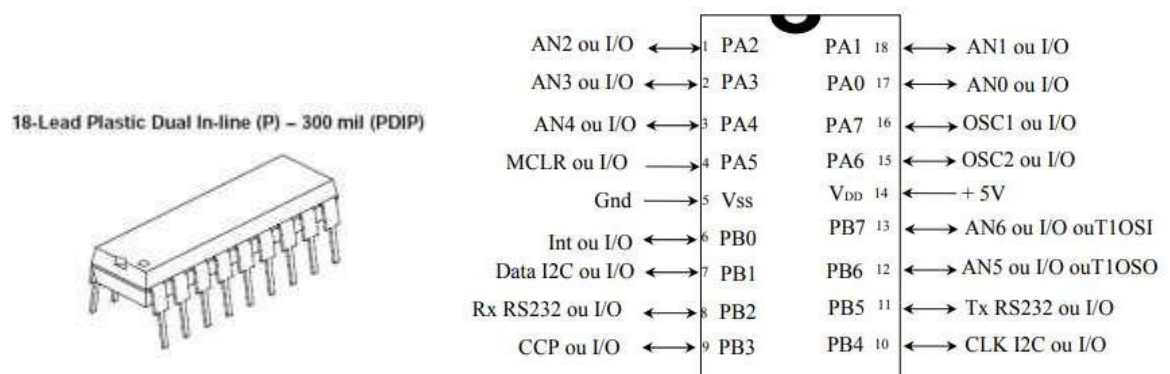 18-Lead Plastic Dual In-line (P) – 300 mil (PDIP)
AN2 ou I/O 1 PA2 PA1 18 AN1 ou I/O
AN3 ou I/O 2 PA3 PA0 17 AN0 ou I/O
AN4 ou I/O 3 PA4 PA7 16 OSC1 ou I/O
MCLR ou I/O 4 PA5 PA6 15 OSC2 ou I/O
Gnd 5 Vss VDD 14 + 5V
Int ou I/O 6 PB0 PB7 13 AN6 ou I/O ouT1OSI
Data I2C ou I/O 7 PB1 PB6 12 AN5 ou I/O ouT1OSO
Rx RS232 ou I/O 8 PB2 PB5 11 Tx RS232 ou I/O
CCP ou I/O 9 PB3 PB4 10 CLK I2C ou I/O